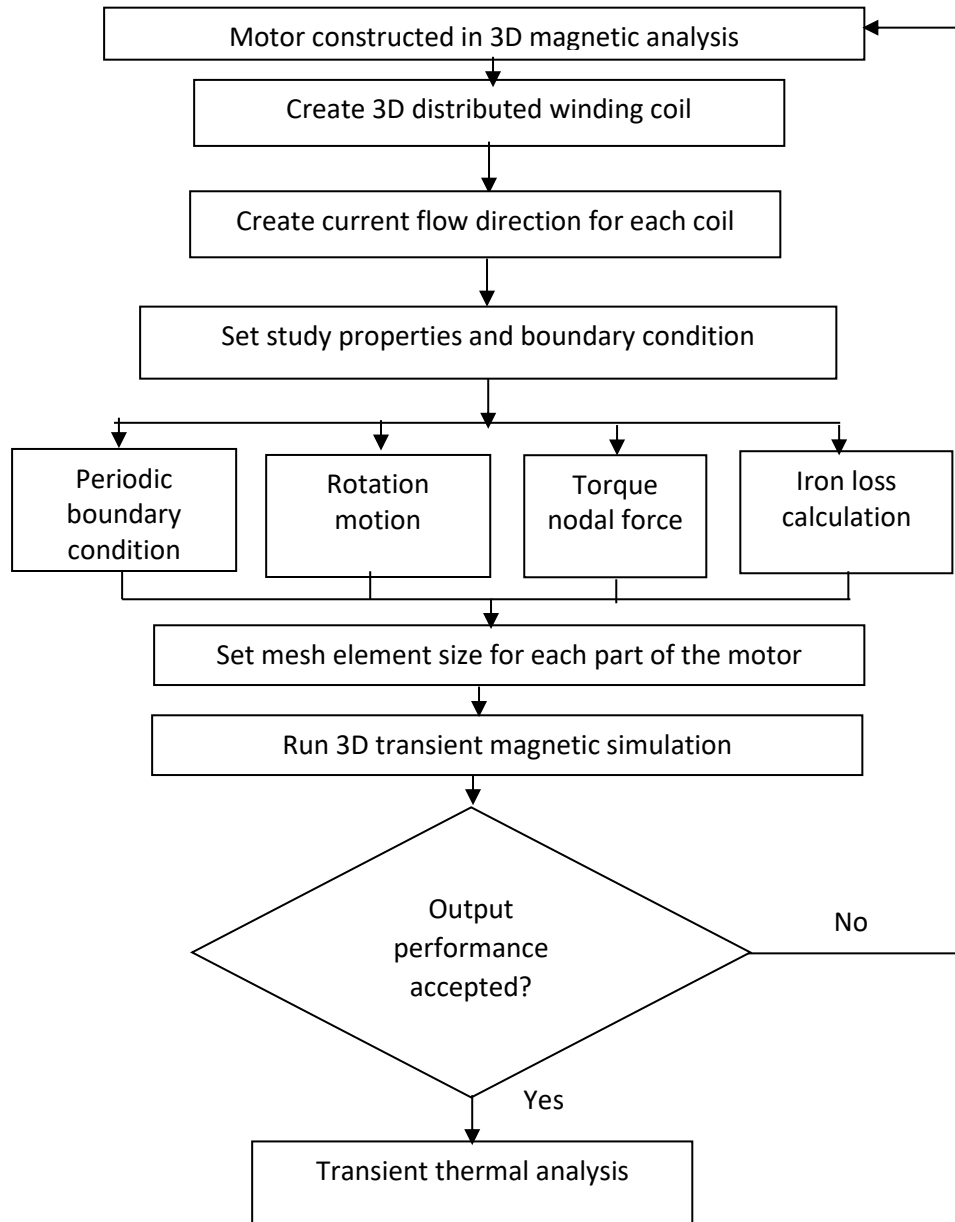 Motor constructed in 3D magnetic analysis
Create 3D distributed winding coil
Create current flow direction for each coil
Set study properties and boundary condition
Periodic
boundary
condition
Rotation
motion
Torque
nodal force
Iron loss
calculation
Set mesh element size for each part of the motor
Run 3D transient magnetic simulation
Output
performance
accepted?
No
Yes
Transient thermal analysis